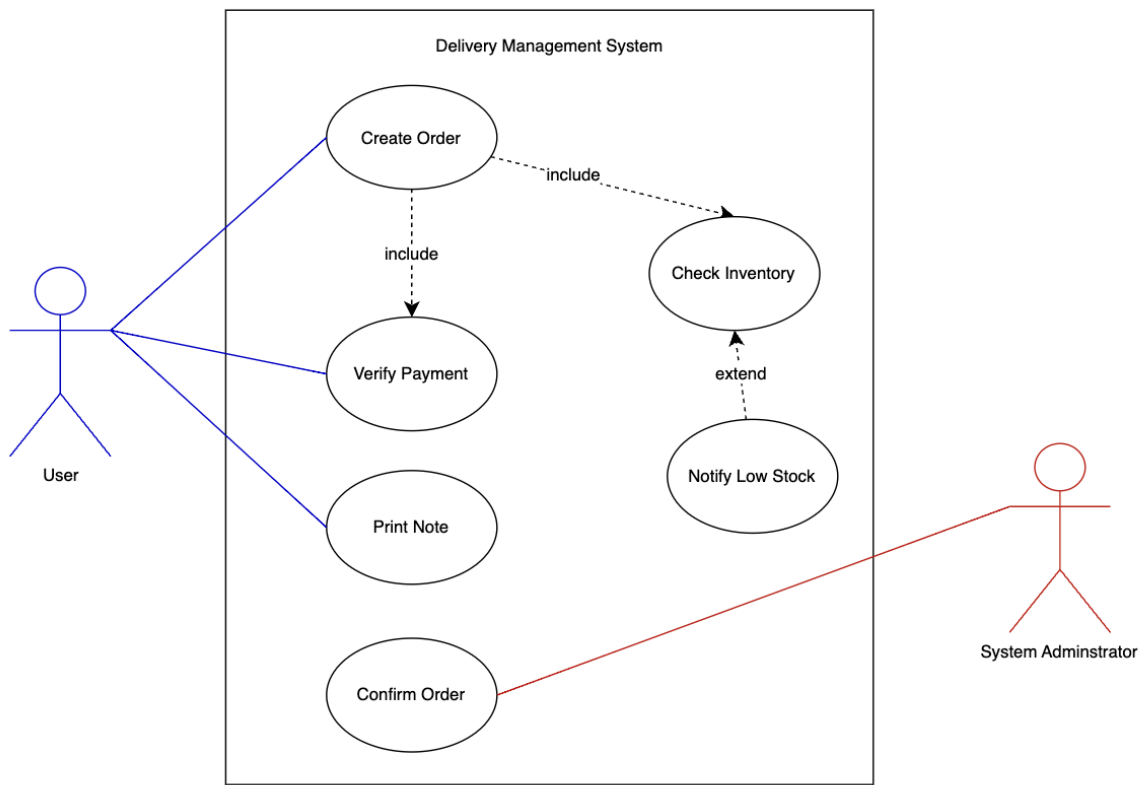 Delivery Management System
Create Order
include
include
Check Inventory
Verify Payment
extend
User
Notify Low Stock
Print Note
System Adminstrator
Confirm Order